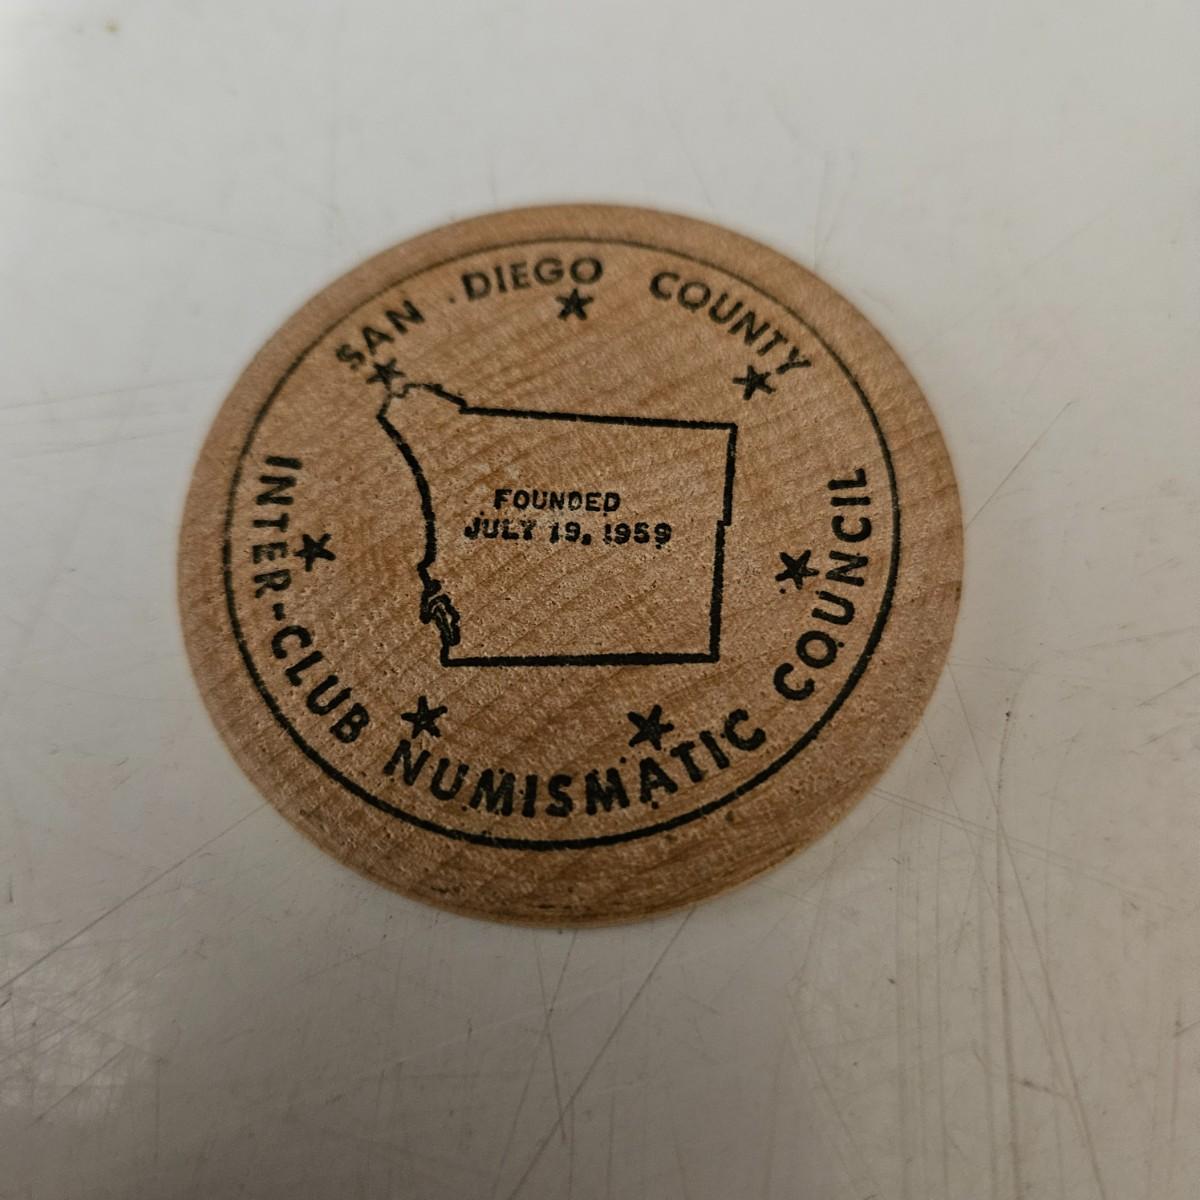 SAN DIEGO COUNTY
FOUNDED
JULY 19, 1959
INTER-CLUB NUMISMATIC COUNCIL